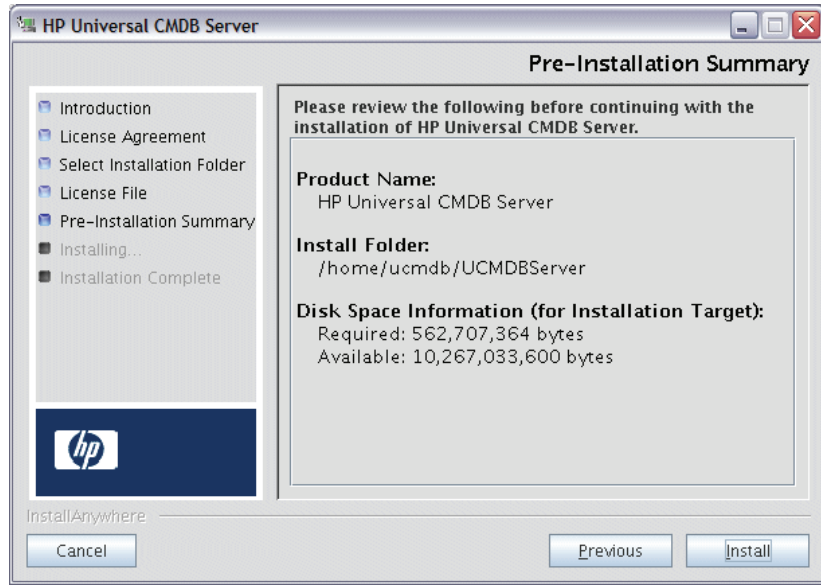 HP Universal CMDB Server
Pre-Installation Summary
Introduction
License Agreement
Select Installation Folder
License File
Pre-Installation Summary
Installing...
Installation Complete
Please review the following before continuing with the
installation of HP Universal CMDB Server.
Product Name:
HP Universal CMDB Server
Install Folder:
/home/ucmdb/UCMDBServer
Disk Space Information (for Installation Target):
Required: 562,707,364 bytes
Available: 10,267,033,600 bytes
hp
InstallAnywhere
Cancel
Previous
Install